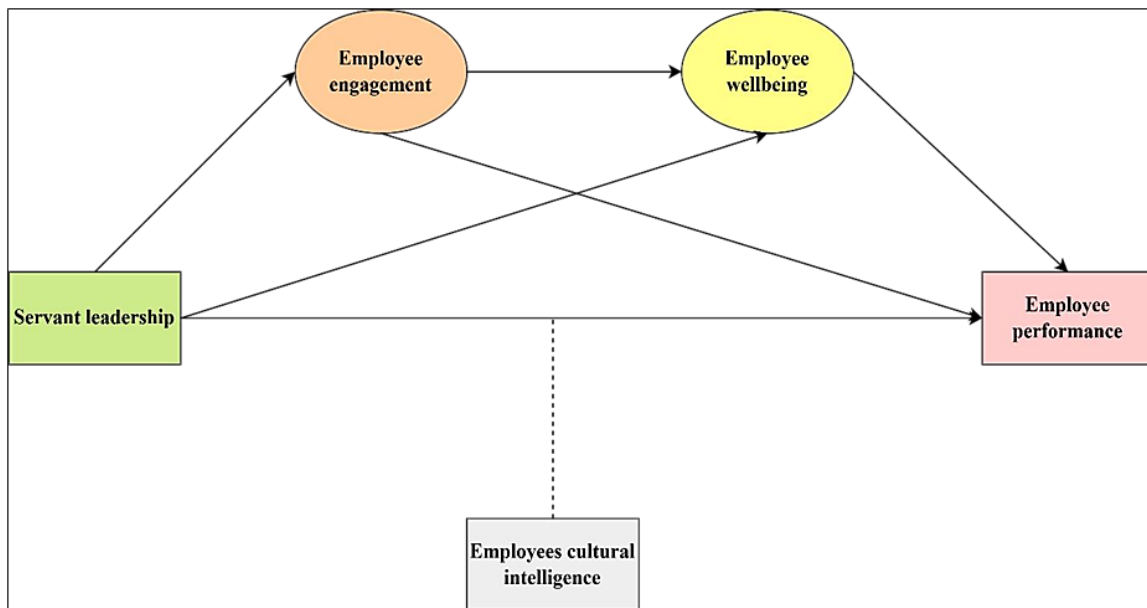 Employee
engagement
Employee
wellbeing
Servant leadership
Employee
performance
Employees cultural
intelligence